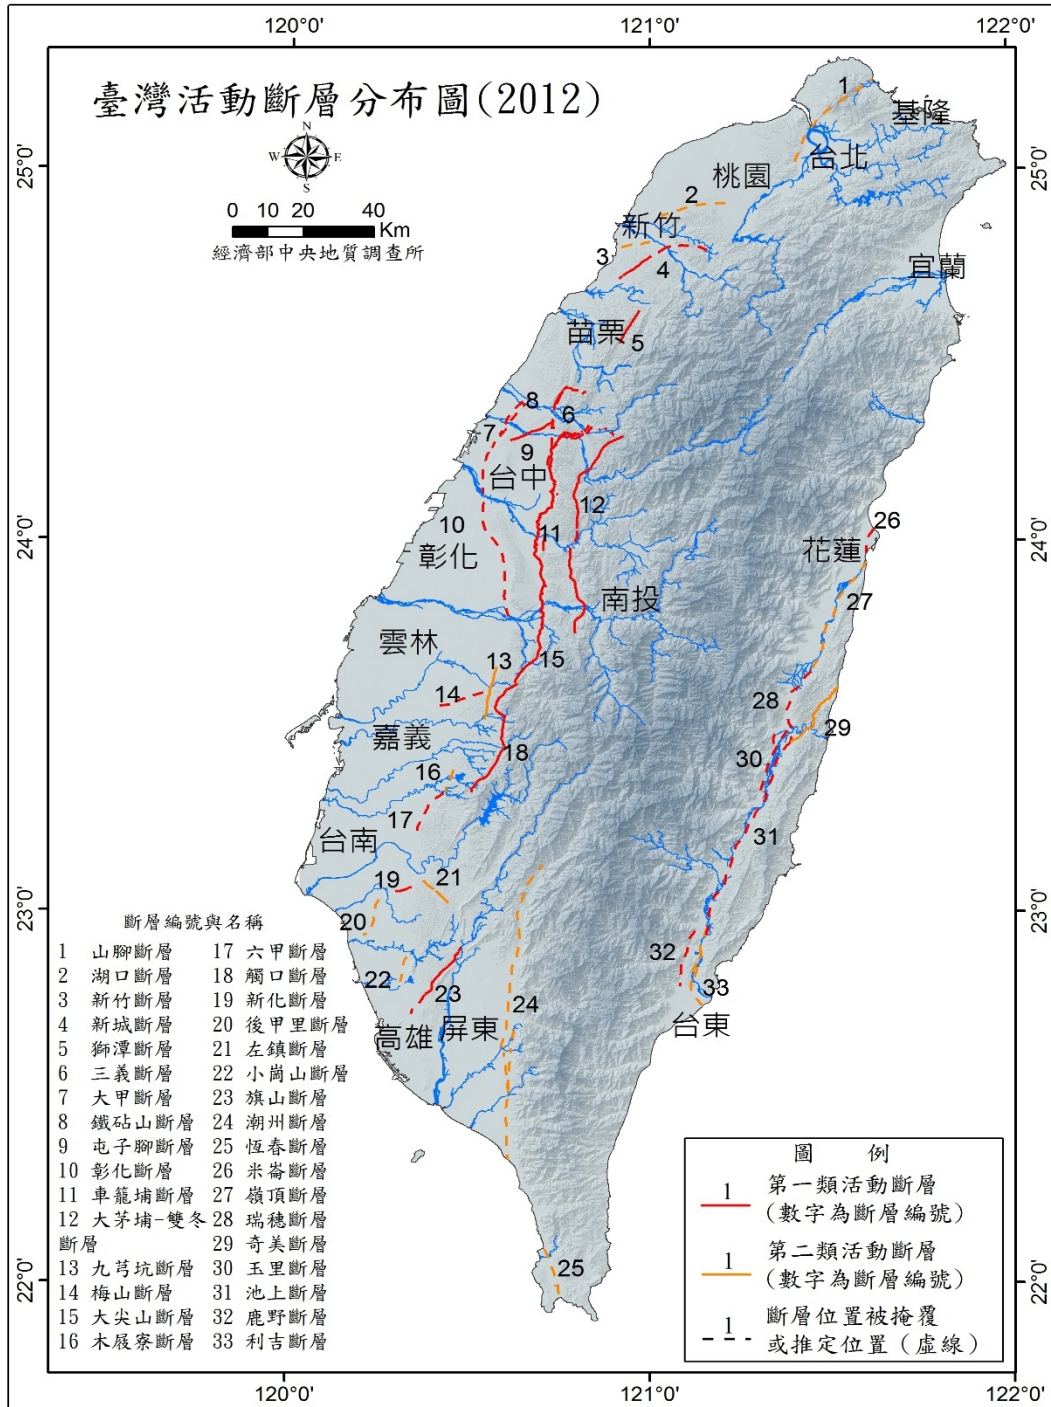 120°0'
121°0'
122°0'
臺灣活動斷層分布圖(2012)
N
W
E
S
0 10 20 40
Km
經濟部中央地質調查所
25°0'
25°0'
24°0'
24°0'
23°0'
23°0'
22°0'
22°0'
1
基隆
台北
桃園
2
新竹
3
4
宜蘭
苗栗
5
8
6
7
9
台中
12
10
11
26
彰化
花蓮
27
南投
雲林
13
15
14
28
29
嘉義
18
16
30
17
台南
31
19
21
20
32
22
23
24
33
高雄
屏東
台東
25
斷層編號與名稱
1 山腳斷層 17 六甲斷層
2 湖口斷層 18 觸口斷層
3 新竹斷層 19 新化斷層
4 新城斷層 20 後甲里斷層
5 獅潭斷層 21 左鎮斷層
6 三義斷層 22 小崗山斷層
7 大甲斷層 23 旗山斷層
8 鐵砧山斷層 24 潮州斷層
9 屯子腳斷層 25 恆春斷層
10 彰化斷層 26 米崙斷層
11 車籠埔斷層 27 嶺頂斷層
12 大茅埔-雙冬 28 瑞穗斷層
斷層 29 奇美斷層
13 九芎坑斷層 30 玉里斷層
14 梅山斷層 31 池上斷層
15 大尖山斷層 32 鹿野斷層
16 木屐寮斷層 33 利吉斷層
圖 例
1 第一類活動斷層
(數字為斷層編號)
1 第二類活動斷層
(數字為斷層編號)
1 斷層位置被掩覆
或推定位置(虛線)
120°0'
121°0'
122°0'